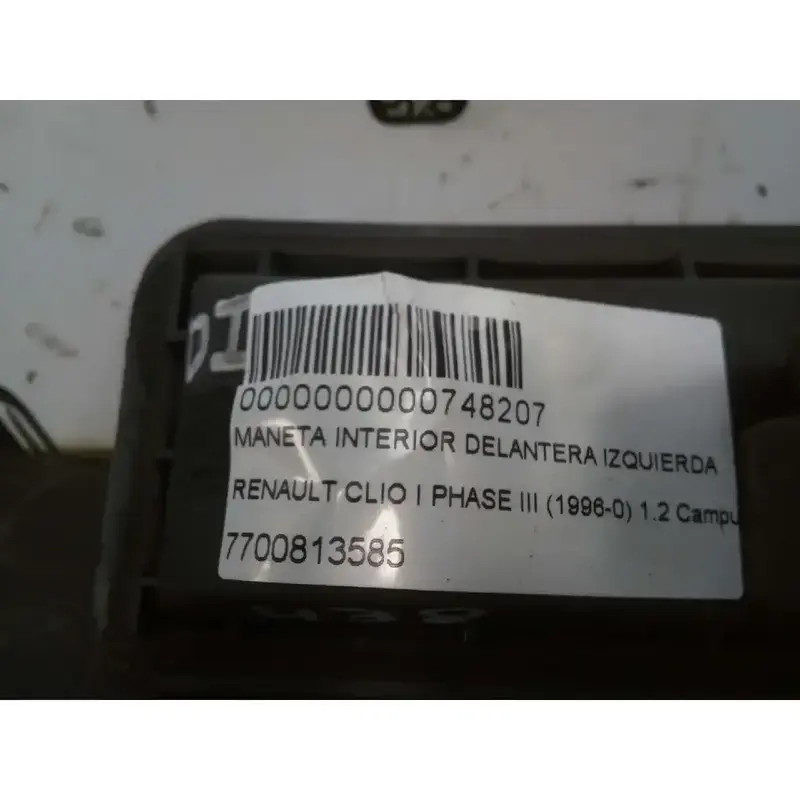 DI
0000000000748207
MANETA INTERIOR DELANTERA IZQUIERDA
RENAULT CLIO I PHASE III (1996-0) 1.2 Campu
7700813585